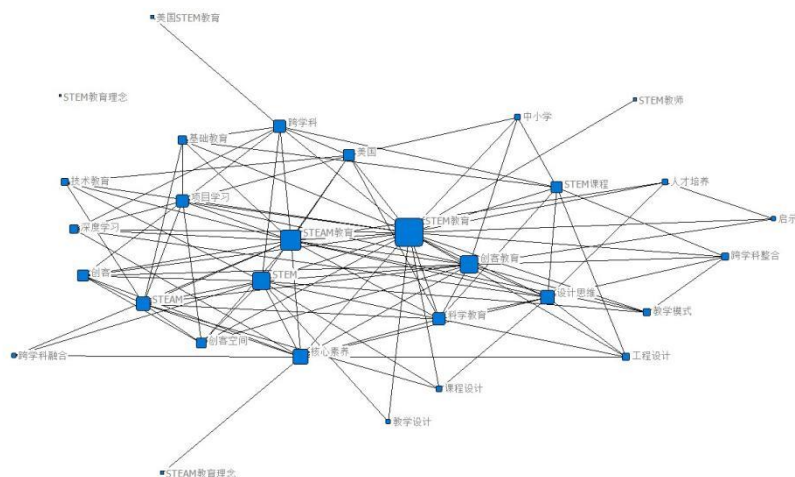 美国STEM教育
STEM教育理念
STEM教师
中小学
跨学科
基础教育
美国
技术教育
STEM课程
人才培养
项目学习
启示
STEM教育
深度学习
STEAM教育
跨学科整合
创客教育
创客
STEM
设计思维
STEAM
教学模式
科学教育
创客空间
跨学科融合
核心素养
工程设计
课程设计
教学设计
STEAM教育理念